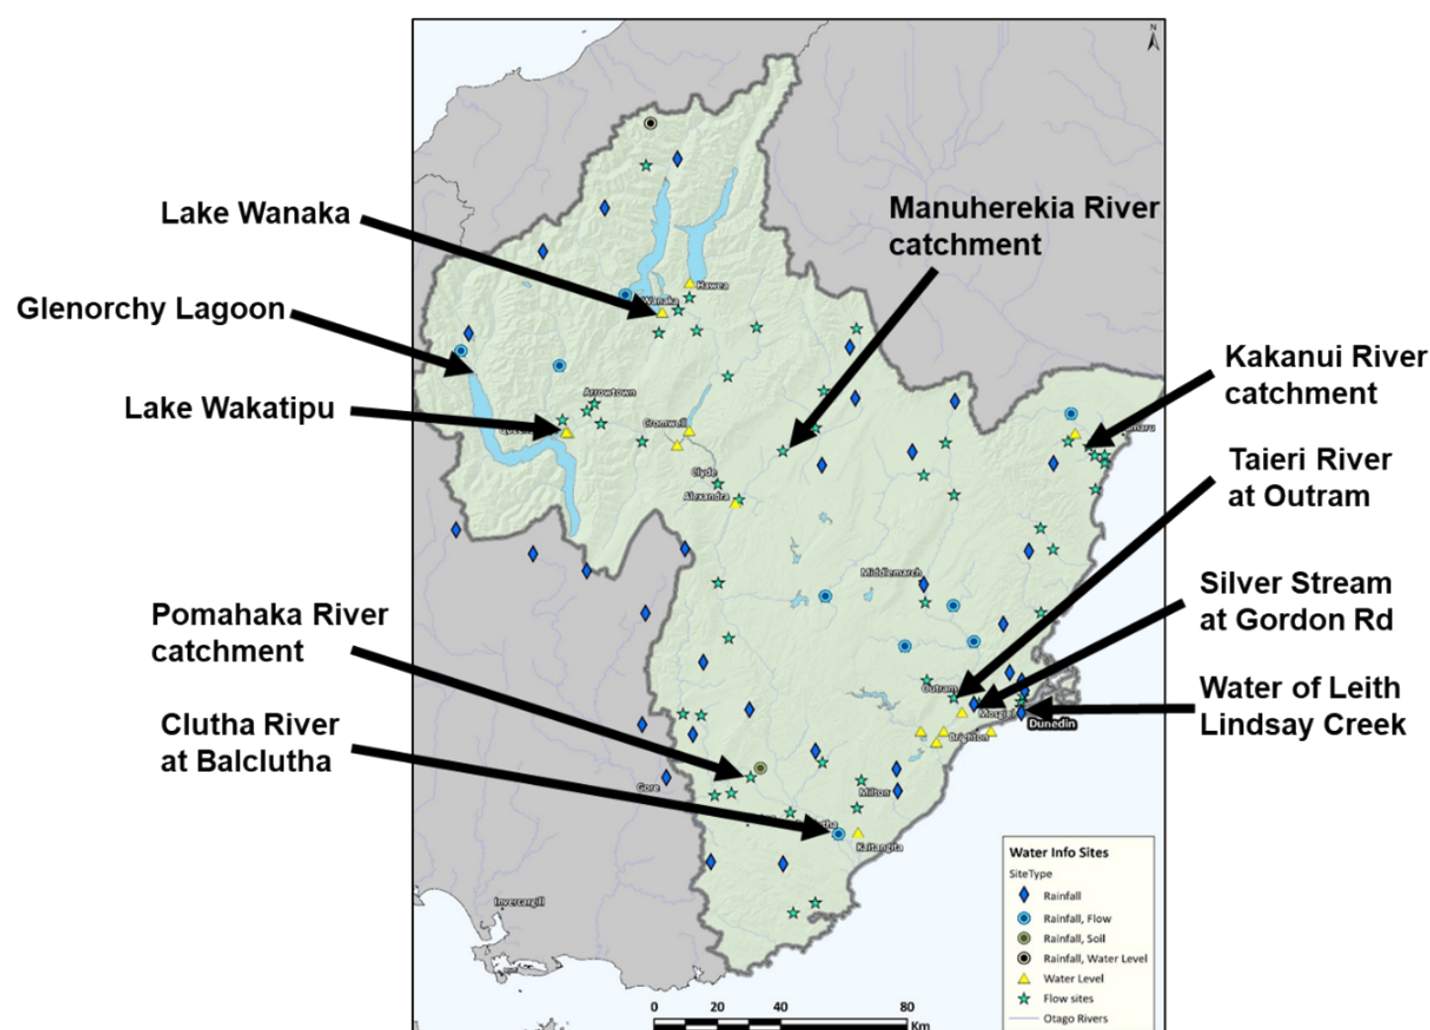 N
Lake Wanaka
Manuherekia River
catchment
Hawea
Wanaka
Glenorchy Lagoon
Kakanui River
catchment
Arrowtown
Lake Wakatipu
Cromwell
Taieri River
at Outram
Clyde
Alexandra
Middlemarch
Silver Stream
at Gordon Rd
Pomahaka River
catchment
Outram
Water of Leith
Lindsay Creek
Mosgiel
Dunedin
Brighton
Clutha River
at Balclutha
Gore
Milton
Kaitangita
Invercargill
Water Info Sites
SiteType
Rainfall
Rainfall, Flow
Rainfall, Soil
Rainfall, Water Level
Water Level
Flow sites
Otago Rivers
0 20 40 80
Km